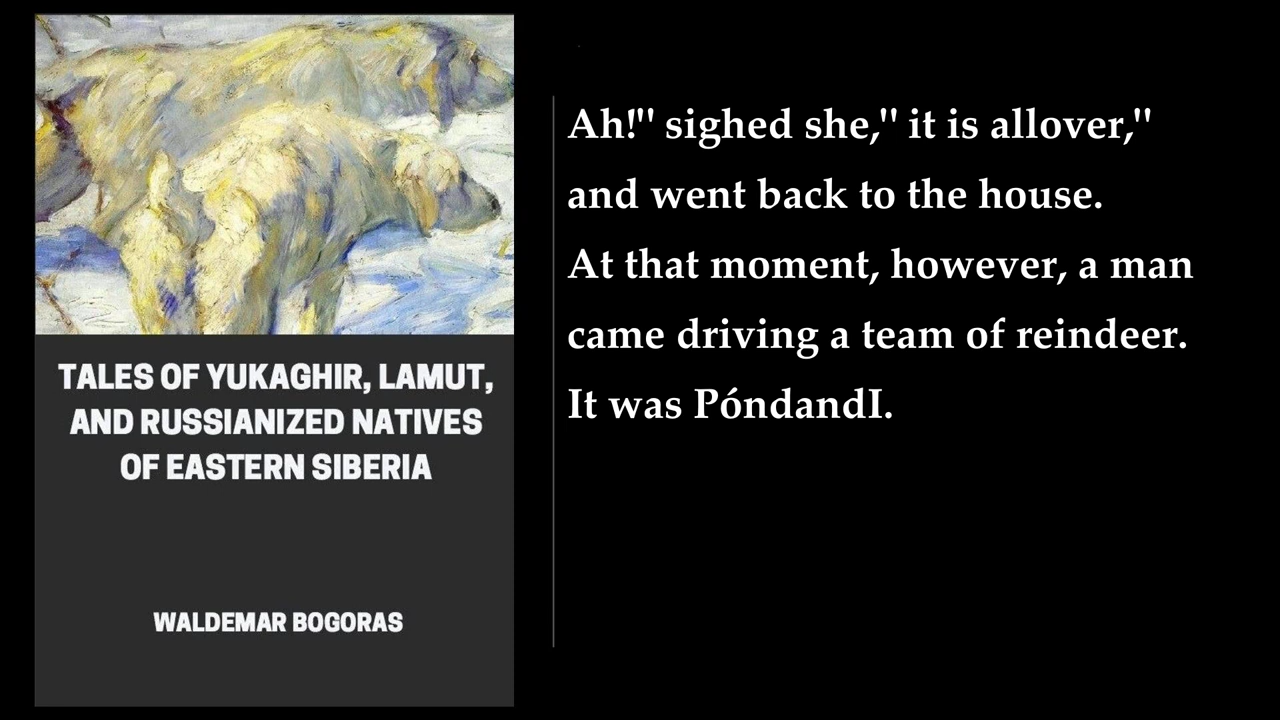 TALES OF YUKAGHIR, LAMUT,
AND RUSSIANIZED NATIVES
OF EASTERN SIBERIA
WALDEMAR BOGORAS
Ah!" sighed she," it is allover,"
and went back to the house.
At that moment, however, a man
came driving a team of reindeer.
It was PóndandI.